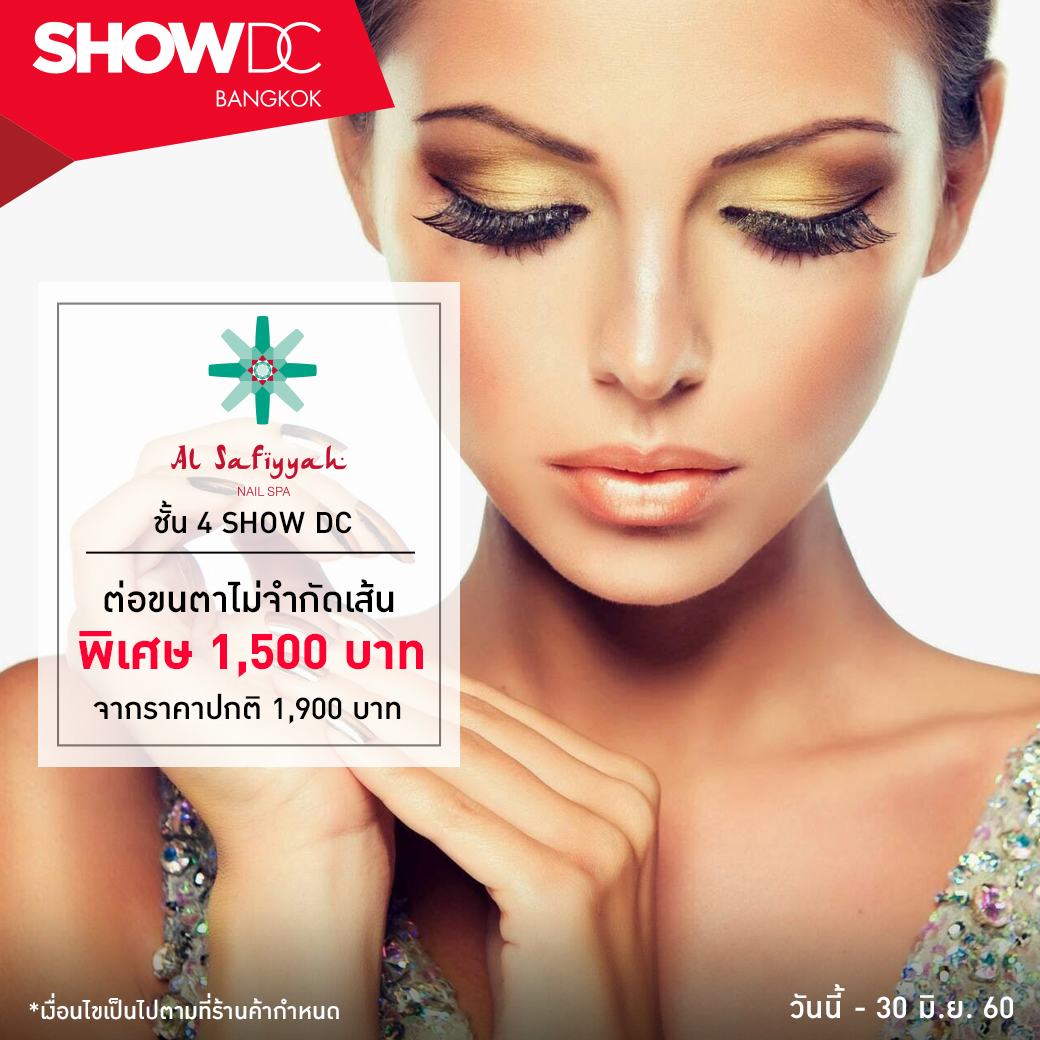 SHOWDC
BANGKOK
Al Safiyyah
NAIL SPA
ชั้น 4 SHOW DC
ต่อขนตาไม่จำกัดเส้น
พิเศษ 1,500 บาท
จากราคาปกติ 1,900 บาท
*เงื่อนไขเป็นไปตามที่ร้านค้ากำหนด
วันนี้ - 30 มิ.ย. 60